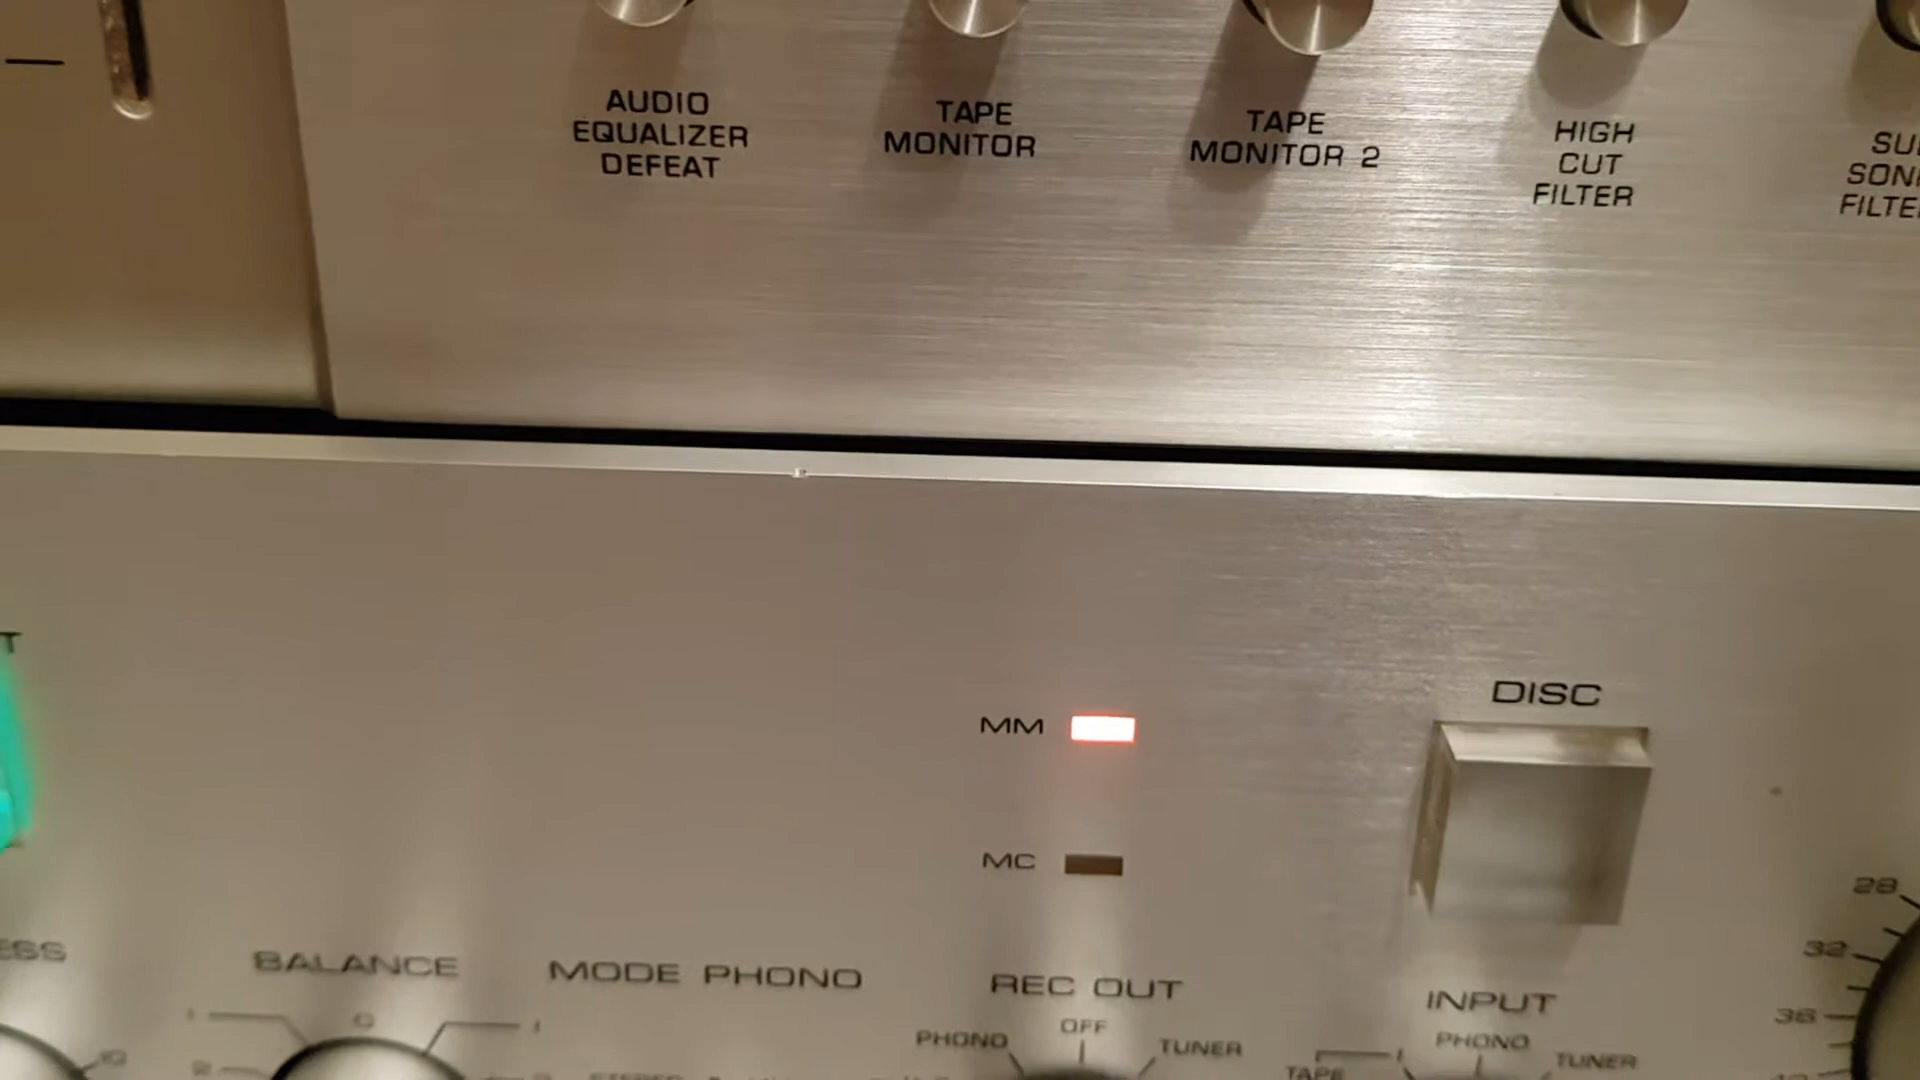 AUDIO
EQUALIZER
DEFEAT
TAPE
MONITOR
TAPE
MONITOR 2
HIGH
CUT
FILTER
DISC
MM
MC
28
32
36
BALANCE
MODE PHONO
REC OUT
INPUT
PHONO
OFF
TUNER
TAPE
PHONO
TUNER